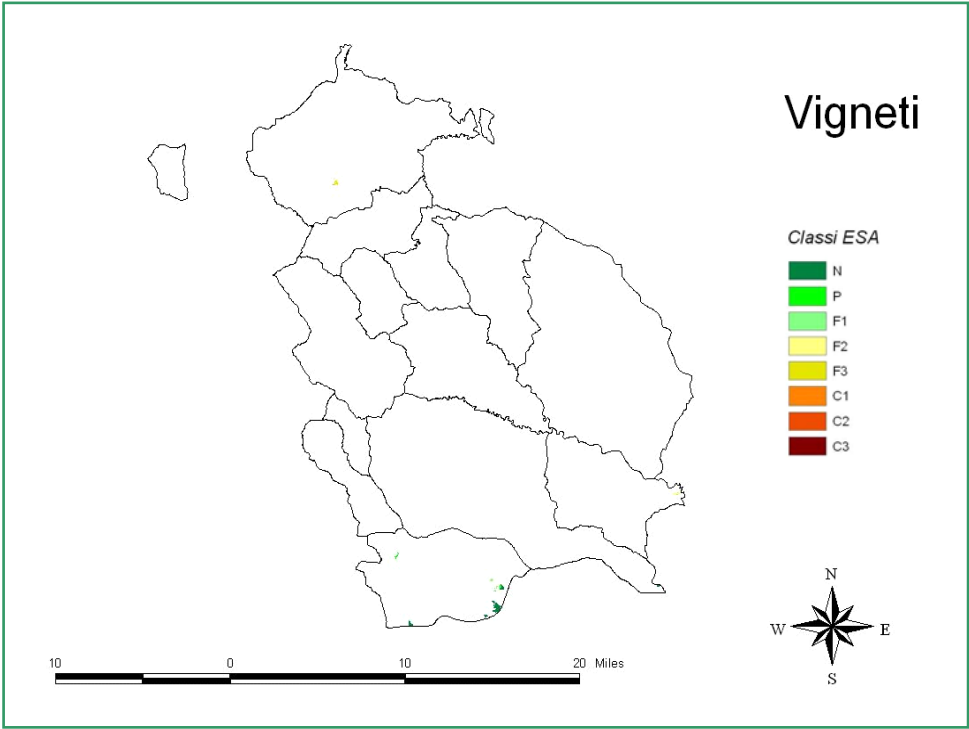 Vigneti
Classi ESA
N
P
F1
F2
F3
C1
C2
C3
N
W E
S
10 0 10 20 Miles